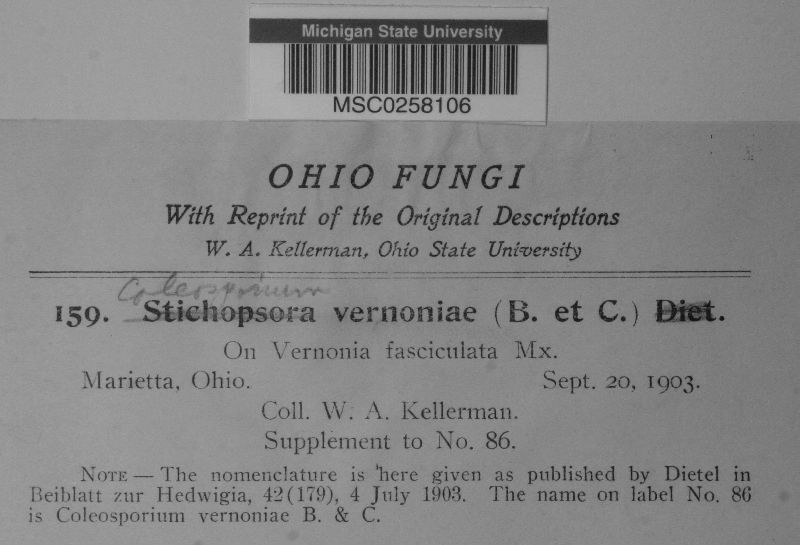 Michigan State University
MSC0258106
OHIO FUNGI
With Reprint of the Original Descriptions
W. A. Kellerman, Ohio State University
Coleosporium
159. Stichopsora vernoniae (B. et C.) Diet.
On Vernonia fasciculata Mx.
Marietta, Ohio. Sept. 20, 1903.
Coll. W. A. Kellerman.
Supplement to No. 86.
NOTE — The nomenclature is here given as published by Dietel in
Beiblatt zur Hedwigia, 42(179), 4 July 1903. The name on label No. 86
is Coleosporium vernoniae B. & C.